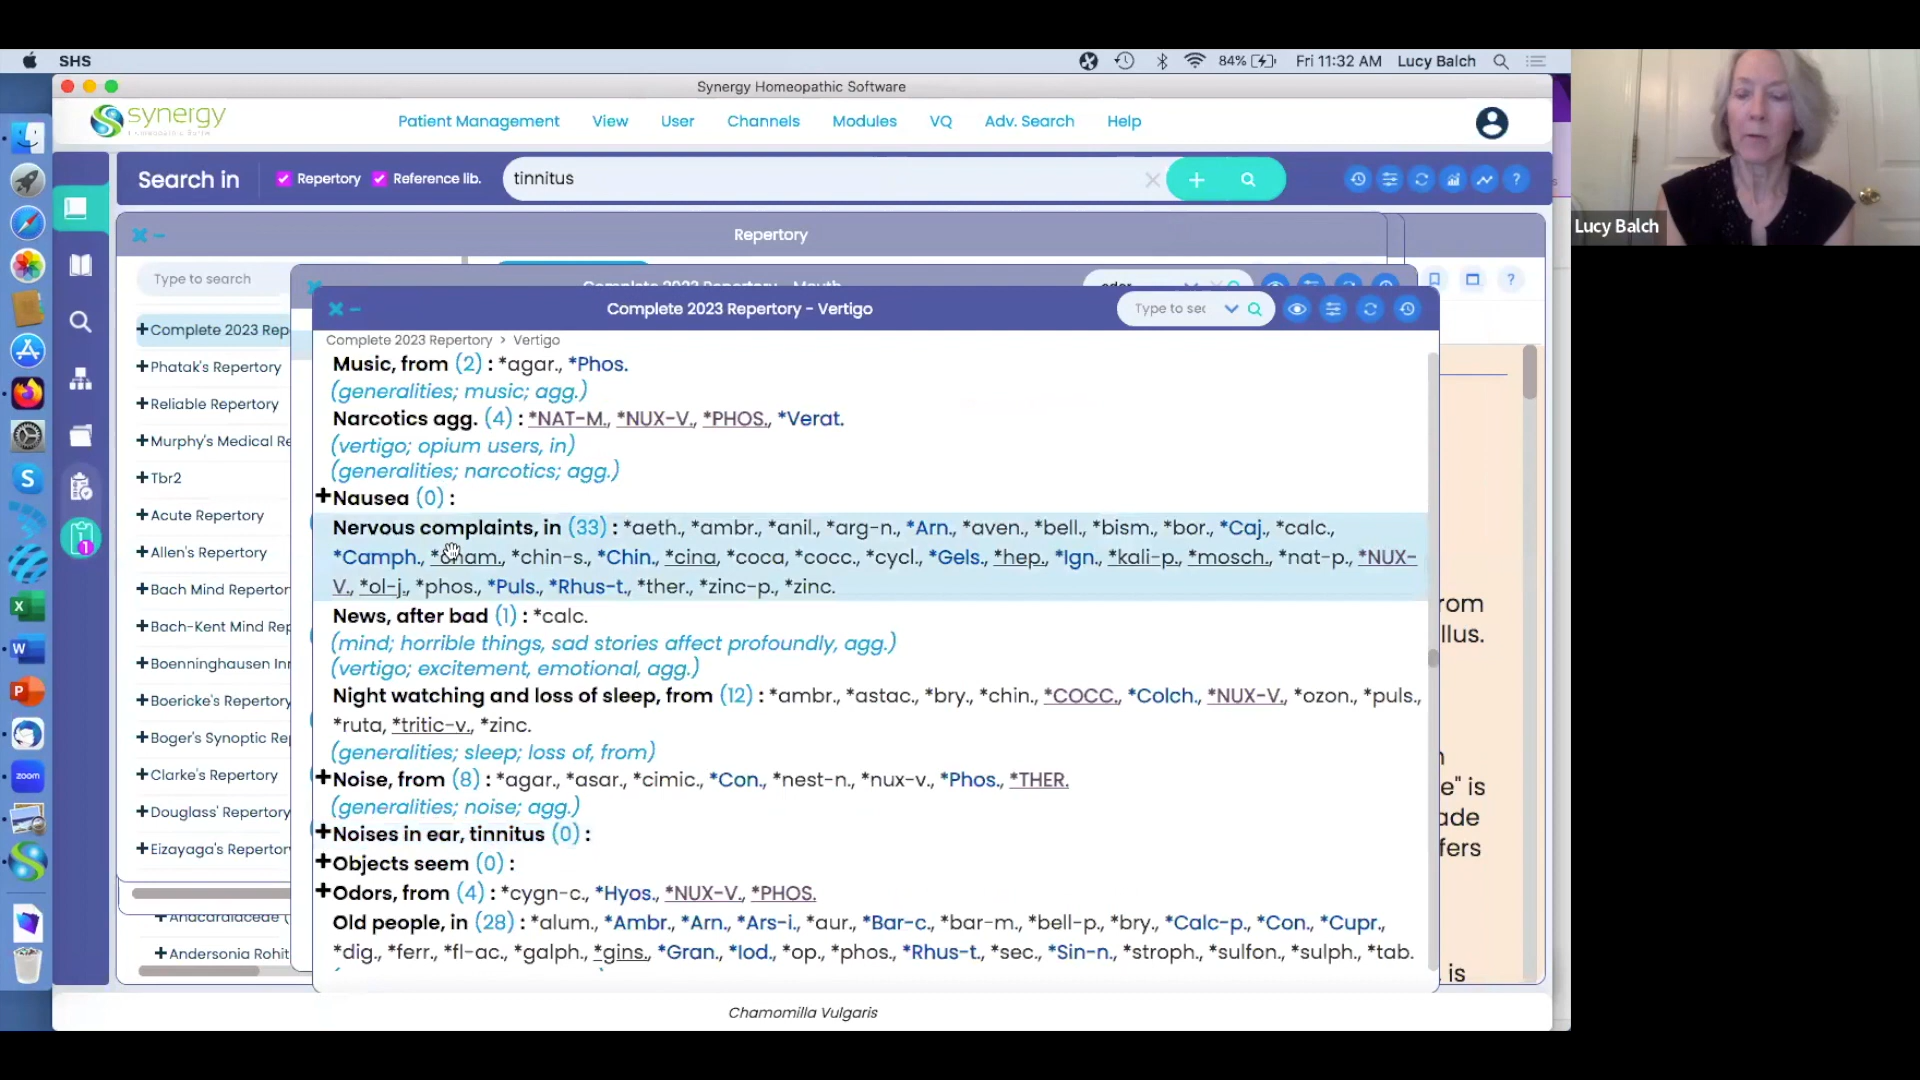 SHS
84%
Fri 11:32 AM
Lucy Balch
Synergy Homeopathic Software
synergy
Patient Management
View
User
Channels
Modules
VQ
Adv. Search
Help
Search in
Repertory
Reference lib.
tinnitus
Lucy Balch
Repertory
Type to search
Complete 2023 Rep
Phatak's Repertory
Reliable Repertory
Murphy's Medical Re
Tbr2
Acute Repertory
Allen's Repertory
Bach Mind Repertor
Bach-Kent Mind Rep
Boenninghausen Inr
Boericke's Repertory
Boger's Synoptic Rep
Clarke's Repertory
Douglass' Repertory
Eizayaga's Repertory
Anacardiaceae (
Andersonia Rohit
Complete 2023 Repertory - Vertigo
Type to sec
Complete 2023 Repertory > Vertigo
Music, from (2) : *agar., *Phos.
(generalities; music; agg.)
Narcotics agg. (4) : *NAT-M., *NUX-V., *PHOS., *Verat.
(vertigo; opium users, in)
(generalities; narcotics; agg.)
+Nausea (0) :
Nervous complaints, in (33) : *aeth., *ambr., *anil., *arg-n., *Arn., *aven., *bell., *bism., *bor., *Caj., *calc.,
*Camph., *cham., *chin-s., *Chin., *cina, *coca, *cocc., *cycl., *Gels., *hep., *Ign., *kali-p., *mosch., *nat-p., *NUX-
V., *ol-j., *phos., *Puls., *Rhus-t., *ther., *zinc-p., *zinc.
News, after bad (1) : *calc.
(mind; horrible things, sad stories affect profoundly, agg.)
(vertigo; excitement, emotional, agg.)
Night watching and loss of sleep, from (12) : *ambr., *astac., *bry., *chin., *COCC., *Colch., *NUX-V., *ozon., *puls.,
*ruta, *tritic-v., *zinc.
(generalities; sleep; loss of, from)
+Noise, from (8) : *agar., *asar., *cimic., *Con., *nest-n., *nux-v., *Phos., *THER.
(generalities; noise; agg.)
+Noises in ear, tinnitus (0) :
+Objects seem (0) :
+Odors, from (4) : *cygn-c., *Hyos., *NUX-V., *PHOS.
Old people, in (28) : *alum., *Ambr., *Arn., *Ars-i., *aur., *Bar-c., *bar-m., *bell-p., *bry., *Calc-p., *Con., *Cupr.,
*dig., *ferr., *fl-ac., *galph., *gins., *Gran., *Iod., *op., *phos., *Rhus-t., *sec., *Sin-n., *stroph., *sulfon., *sulph., *tab.
rom
llus.
e" is
ade
fers
is
zoom
Chamomilla Vulgaris